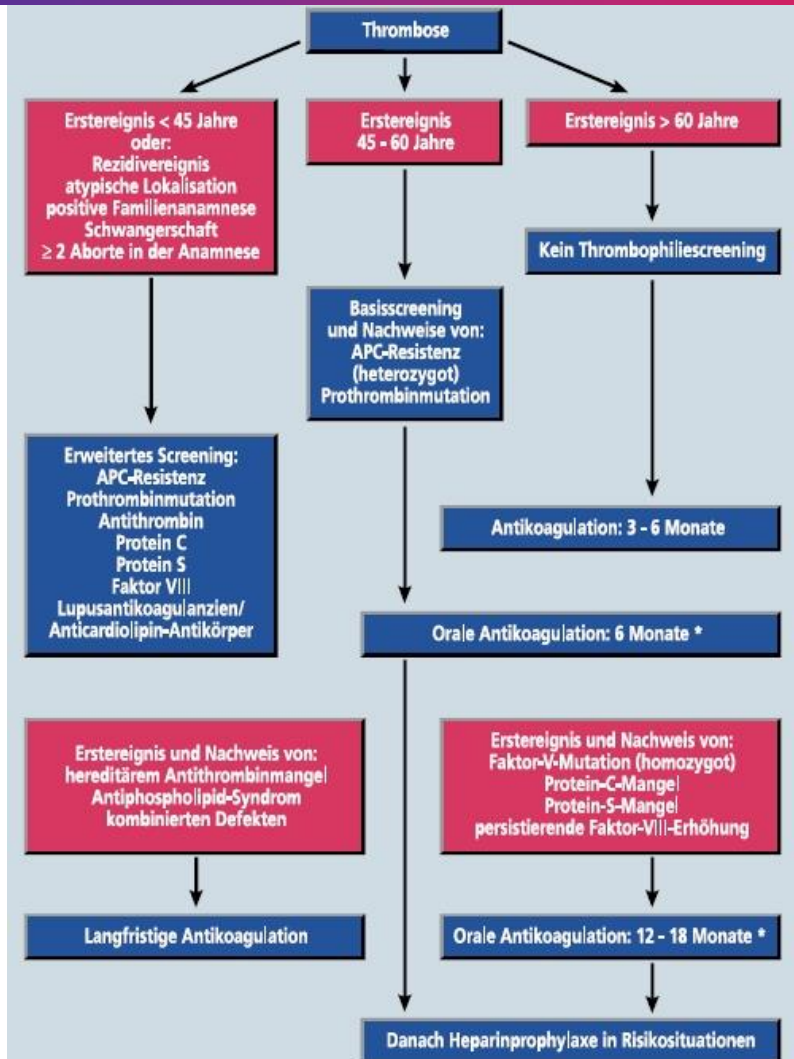 Thrombose
Erstereignis < 45 Jahre
oder:
Rezidivereignis
atypische Lokalisation
positive Familienanamnese
Schwangerschaft
≥ 2 Aborte in der Anamnese
Erstereignis
45 - 60 Jahre
Erstereignis > 60 Jahre
Kein Thrombophiliescreening
Basisscreening
und Nachweise von:
APC-Resistenz
(heterozygot)
Prothrombinmutation
Erweitertes Screening:
APC-Resistenz
Prothrombinmutation
Antithrombin
Protein C
Protein S
Faktor VIII
Lupusantikoagulanzien/
Anticardiolipin-Antikörper
Antikoagulation: 3 - 6 Monate
Orale Antikoagulation: 6 Monate *
Erstereignis und Nachweis von:
hereditärem Antithrombinmangel
Antiphospholipid-Syndrom
kombinierten Defekten
Erstereignis und Nachweis von:
Faktor-V-Mutation (homozygot)
Protein-C-Mangel
Protein-S-Mangel
persistierende Faktor-VIII-Erhöhung
Langfristige Antikoagulation
Orale Antikoagulation: 12 - 18 Monate *
Danach Heparinprophylaxe in Risikosituationen